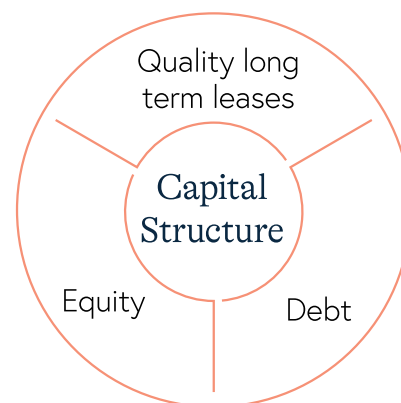 Quality long
term leases
Capital
Structure
Equity
Debt